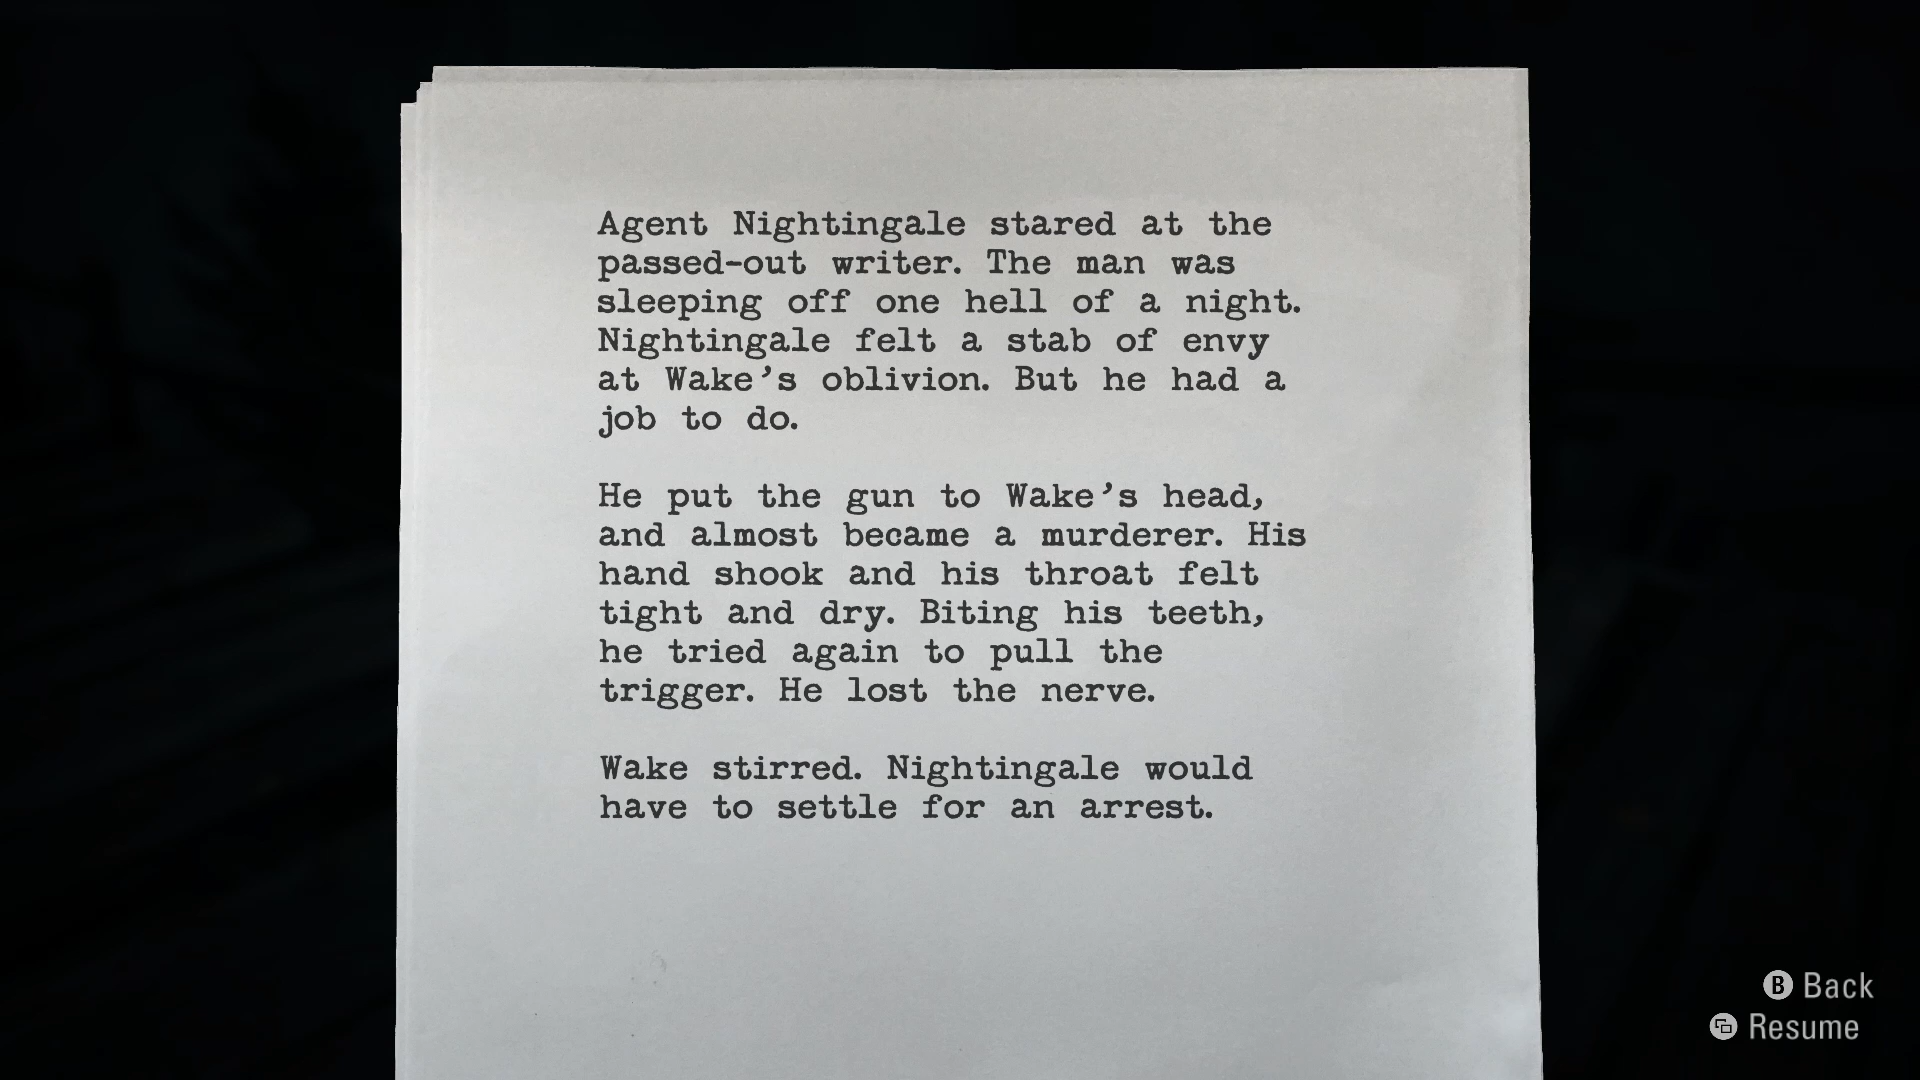 Agent Nightingale stared at the
passed-out writer. The man was
sleeping off one hell of a night.
Nightingale felt a stab of envy
at Wake’s oblivion. But he had a
job to do.
He put the gun to Wake’s head,
and almost became a murderer. His
hand shook and his throat felt
tight and dry. Biting his teeth,
he tried again to pull the
trigger. He lost the nerve.
Wake stirred. Nightingale would
have to settle for an arrest.
B Back
Resume